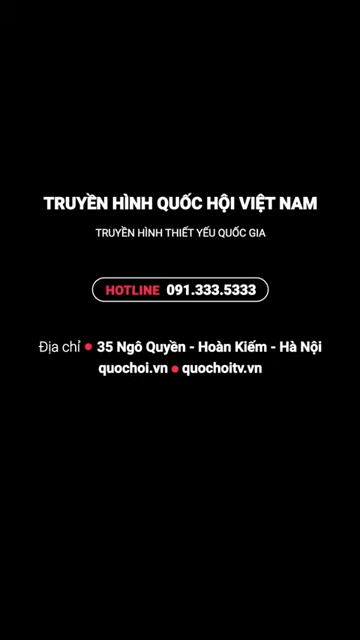 TRUYỀN HÌNH QUỐC HỘI VIỆT NAM
TRUYỀN HÌNH THIẾT YẾU QUỐC GIA
HOTLINE 091.333.5333
Địa chỉ • 35 Ngô Quyền - Hoàn Kiếm - Hà Nội
quochoi.vn • quochoitv.vn